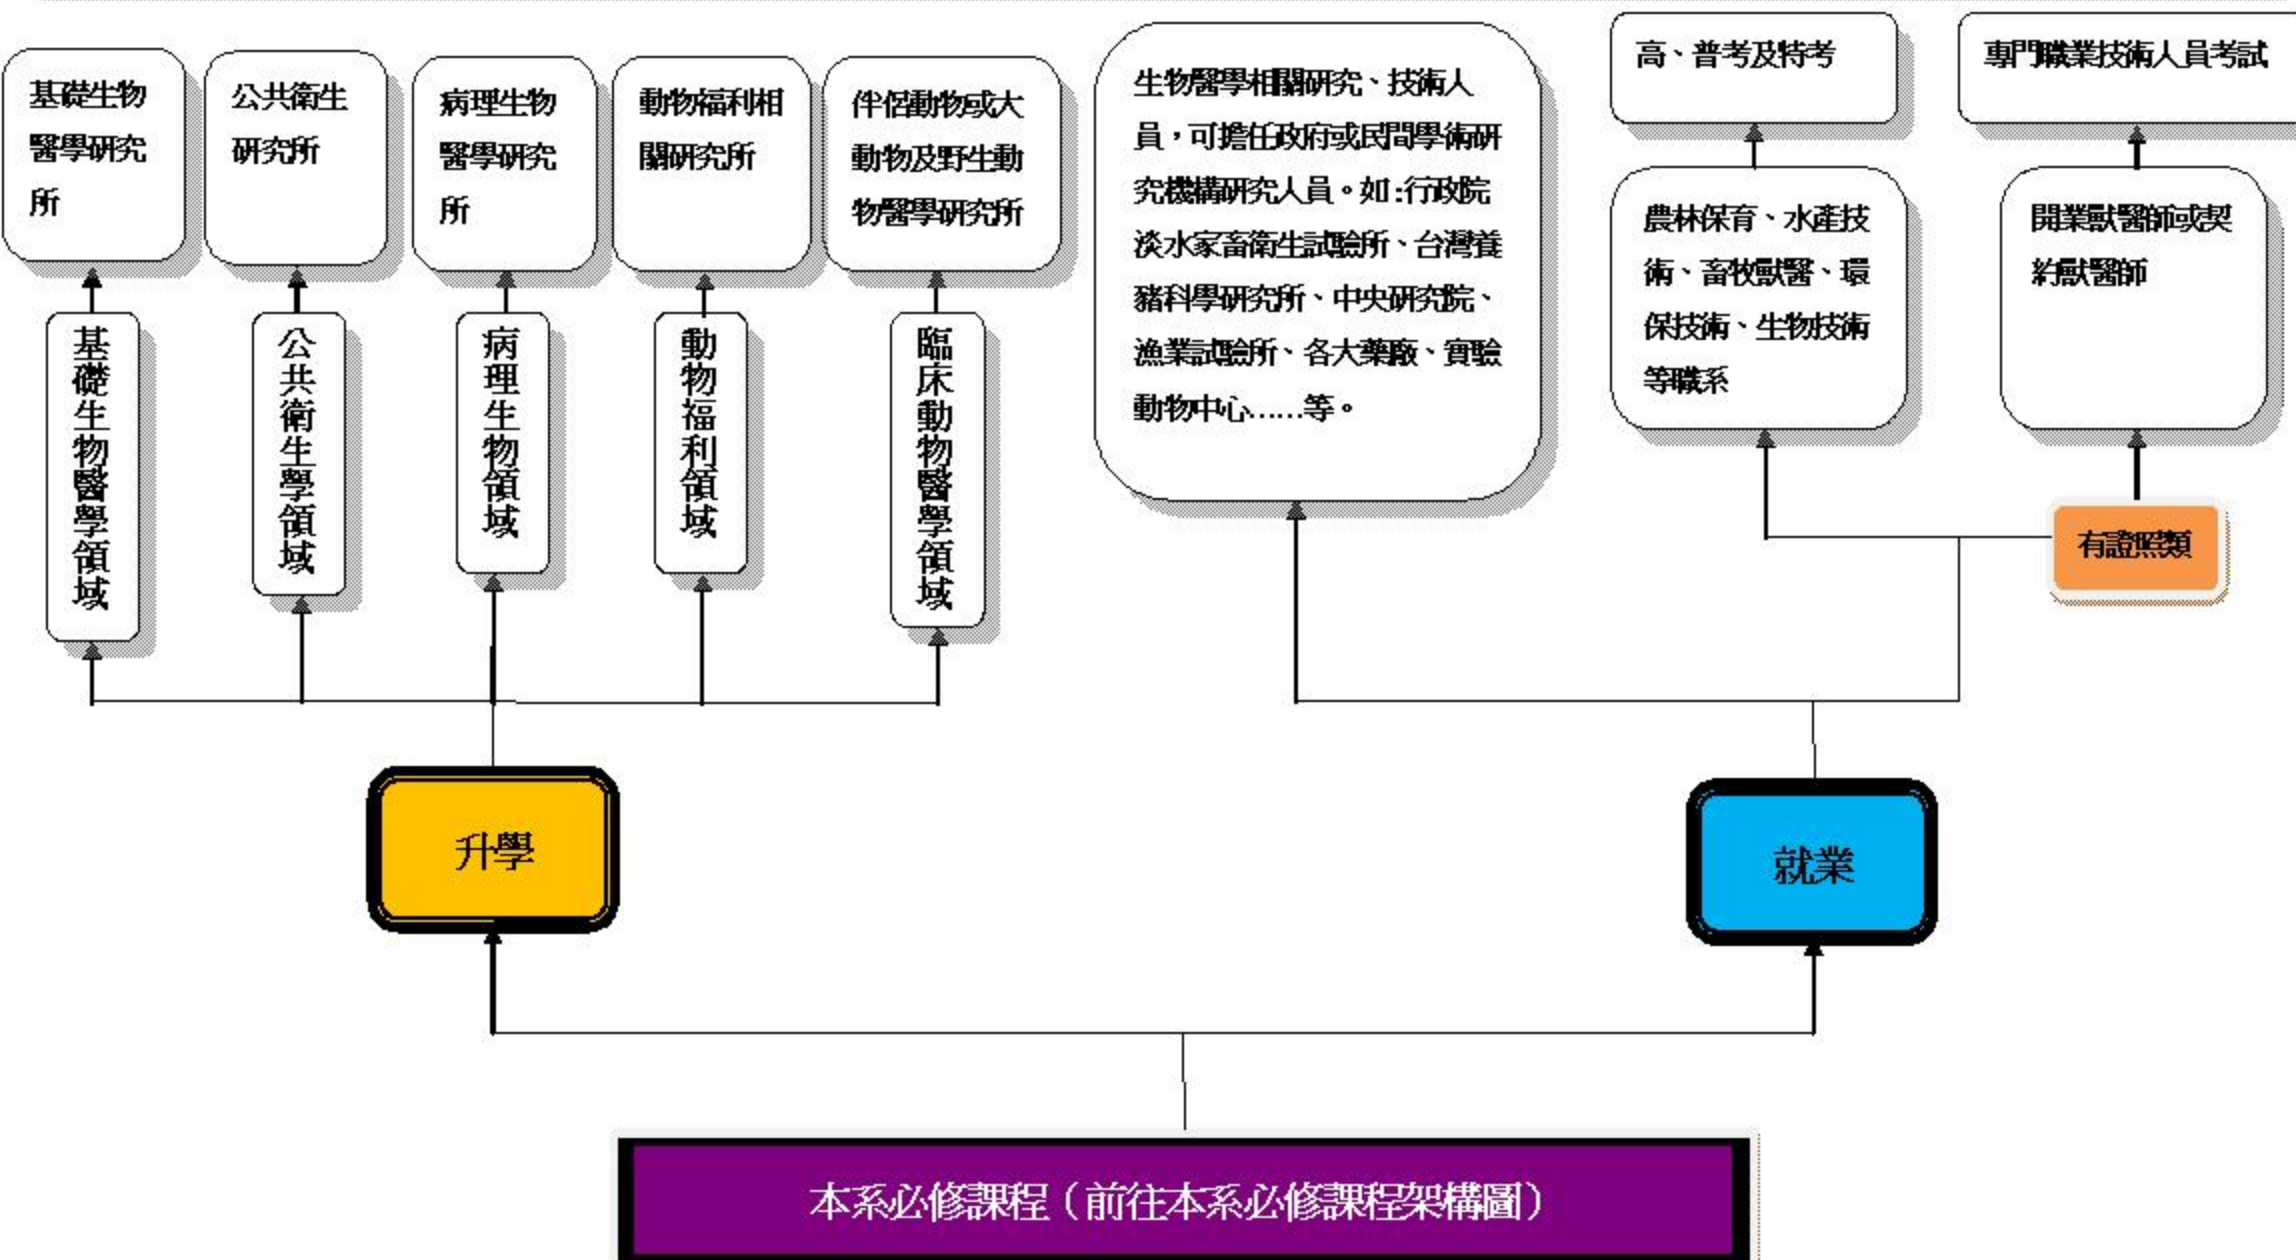 基礎生物
醫學研究
所
公共衛生
研究所
病理生物
醫學研究
所
動物福利相
關研究所
伴侶動物或大
動物及野生動
物醫學研究所
生物醫學相關研究、技術人
員，可擔任政府或民間學術研
究機構研究人員。如:行政院
淡水家畜衛生試驗所、台灣養
豬科學研究所、中央研究院、
漁業試驗所、各大藥廠、實驗
動物中心……等。
高、普考及特考
專門職業技術人員考試
農林保育、水產技
術、畜牧獸醫、環
保技術、生物技術
等職系
開業獸醫師或契
約獸醫師
基礎生物醫學領域
公共衛生學領域
病理生物領域
動物福利領域
臨床動物醫學領域
有證照類
升學
就業
本系必修課程（前往本系必修課程架構圖）